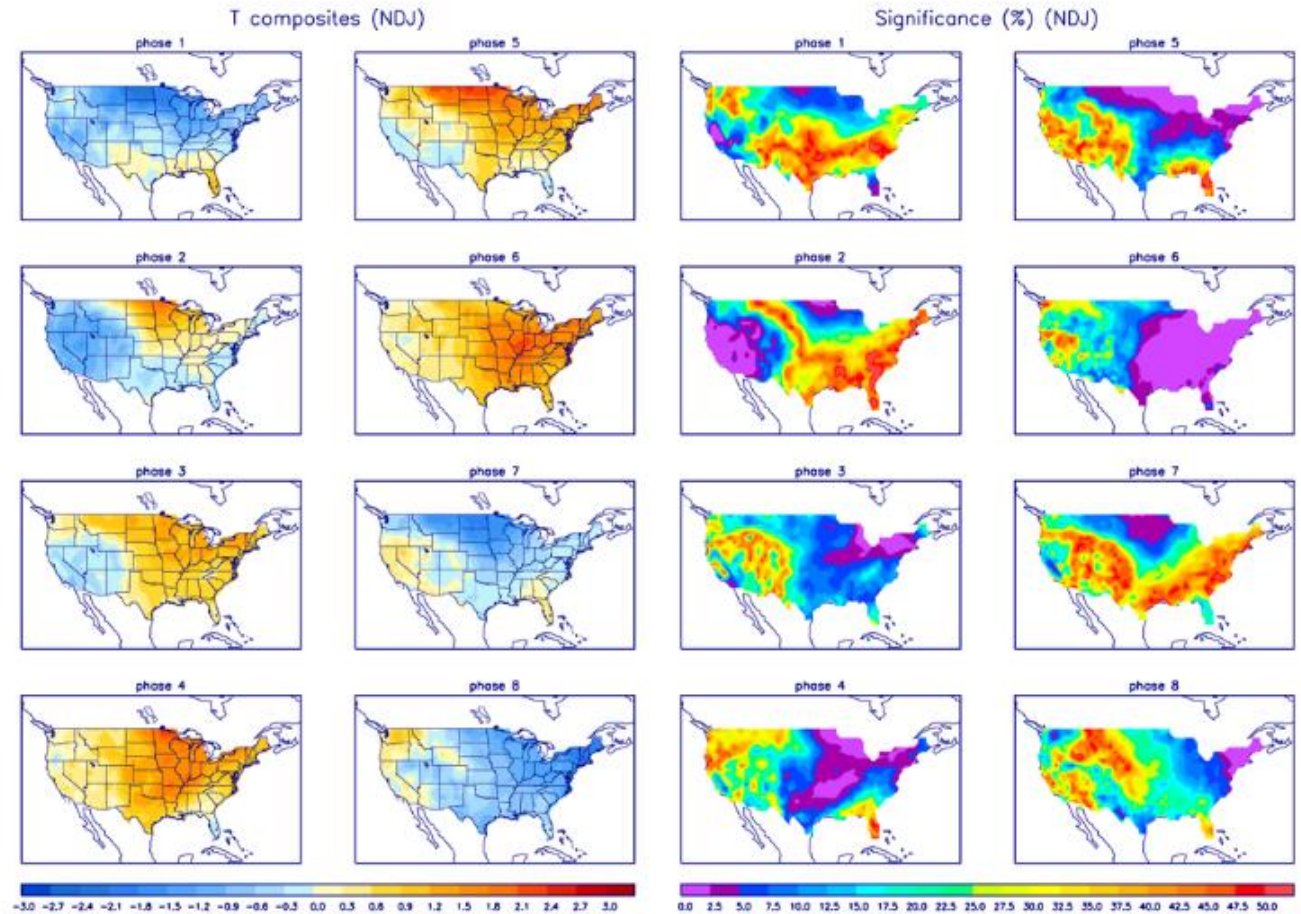 T composites (NDJ) Significance (%) (NDJ)
phase 1 phase 5 phase 1 phase 5
phase 2 phase 6 phase 2 phase 6
phase 3 phase 7 phase 3 phase 7
phase 4 phase 8 phase 4 phase 8
-3.0 -2.7 -2.4 -2.1 -1.8 -1.5 -1.2 -0.9 -0.6 -0.3 0.0 0.3 0.6 0.9 1.2 1.5 1.8 2.1 2.4 2.7 3.0 0.0 2.5 5.0 7.5 10.0 12.5 15.0 17.5 20.0 22.5 25.0 27.5 30.0 32.5 35.0 37.5 40.0 42.5 45.0 47.5 50.0